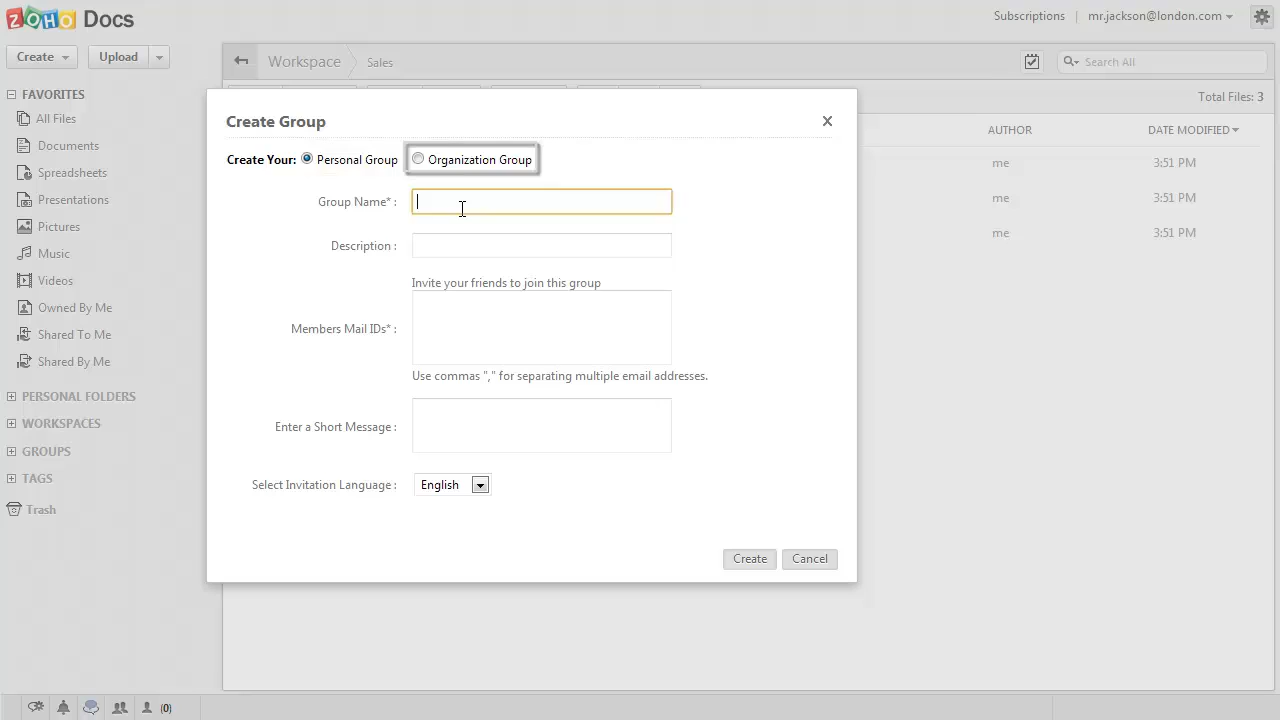 ZOHO Docs
Subscriptions | mr.jackson@london.com
Create
Upload
Workspace
Sales
Search All
FAVORITES
All Files
Documents
Spreadsheets
Presentations
Pictures
Music
Videos
Owned By Me
Shared To Me
Shared By Me
PERSONAL FOLDERS
WORKSPACES
GROUPS
TAGS
Trash
Total Files: 3
AUTHOR
DATE MODIFIED
me
3:51 PM
me
3:51 PM
me
3:51 PM
Create Group
Create Your: Personal Group Organization Group
Group Name* :
Description :
Invite your friends to join this group
Members Mail IDs* :
Use commas "," for separating multiple email addresses.
Enter a Short Message :
Select Invitation Language : English
Create
Cancel
(0)